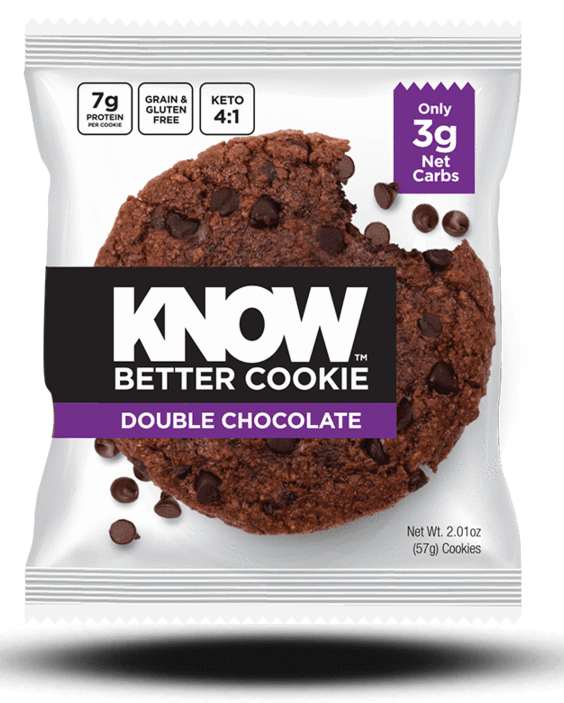 7g
PROTEIN
PER COOKIE
GRAIN &
GLUTEN
FREE
KETO
4:1
Only
3g
Net
Carbs
KNOW™
BETTER COOKIE
DOUBLE CHOCOLATE
Net Wt. 2.01oz
(57g) Cookies